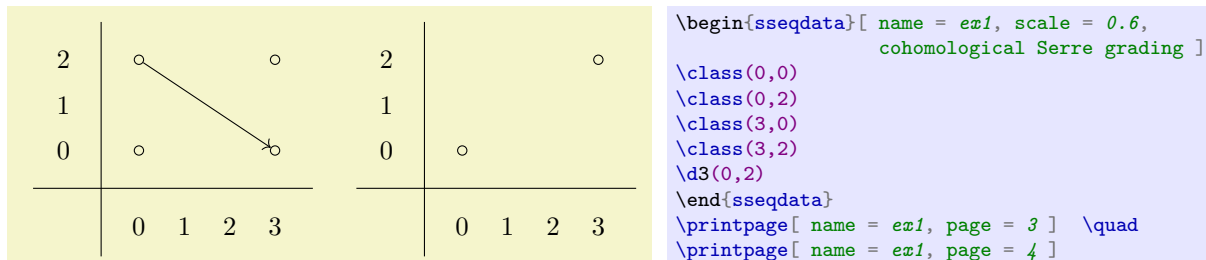 2
1
0
0 1 2 3
2
1
0
0 1 2 3
\begin{sseqdata}[ name = ex1, scale = 0.6,
cohomological Serre grading ]
\class(0,0)
\class(0,2)
\class(3,0)
\class(3,2)
\d3(0,2)
\end{sseqdata}
\printpage[ name = ex1, page = 3 ] \quad
\printpage[ name = ex1, page = 4 ]